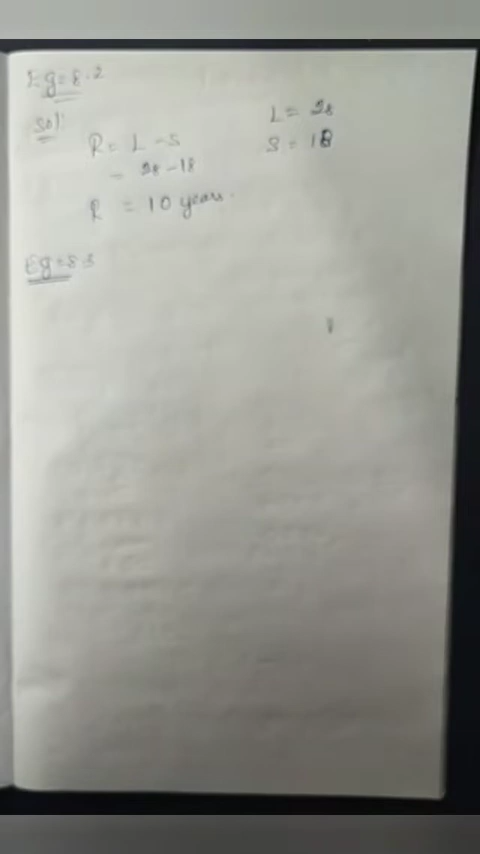 Eg = 8.2
Sol:
L = 28
R = L - S
S = 18
= 28 - 18
R = 10 years.
Eg = 8.3